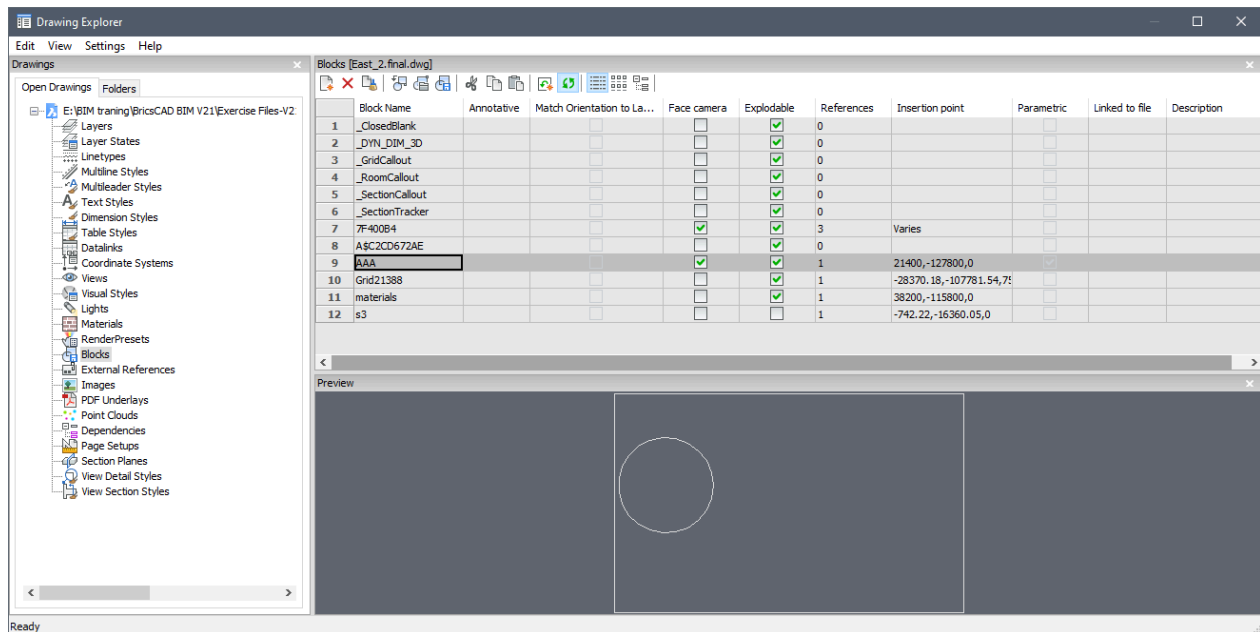 Drawing Explorer
Edit View Settings Help
Drawings
Open Drawings Folders
E:\BIM traning\BricsCAD BIM V21\Exercise Files-V2
Layers
Layer States
Linetypes
Multiline Styles
Multileader Styles
Text Styles
Dimension Styles
Table Styles
Datalinks
Coordinate Systems
Views
Visual Styles
Lights
Materials
RenderPresets
Blocks
External References
Images
PDF Underlays
Point Clouds
Dependencies
Page Setups
Section Planes
View Detail Styles
View Section Styles
Blocks [East_2.final.dwg]
Block Name Annotative Match Orientation to La... Face camera Explodable References Insertion point Parametric Linked to file Description
1 _ClosedBlank 0
2 _DYN_DIM_3D 0
3 _GridCallout 0
4 _RoomCallout 0
5 _SectionCallout 0
6 _SectionTracker 0
7 7F400B4 3 Varies
8 A$C2CD672AE 0
9 AAA 1 21400,-127800,0
10 Grid21388 1 -28370.18,-107781.54,75
11 materials 1 38200,-115800,0
12 s3 1 -742.22,-16360.05,0
Preview
Ready